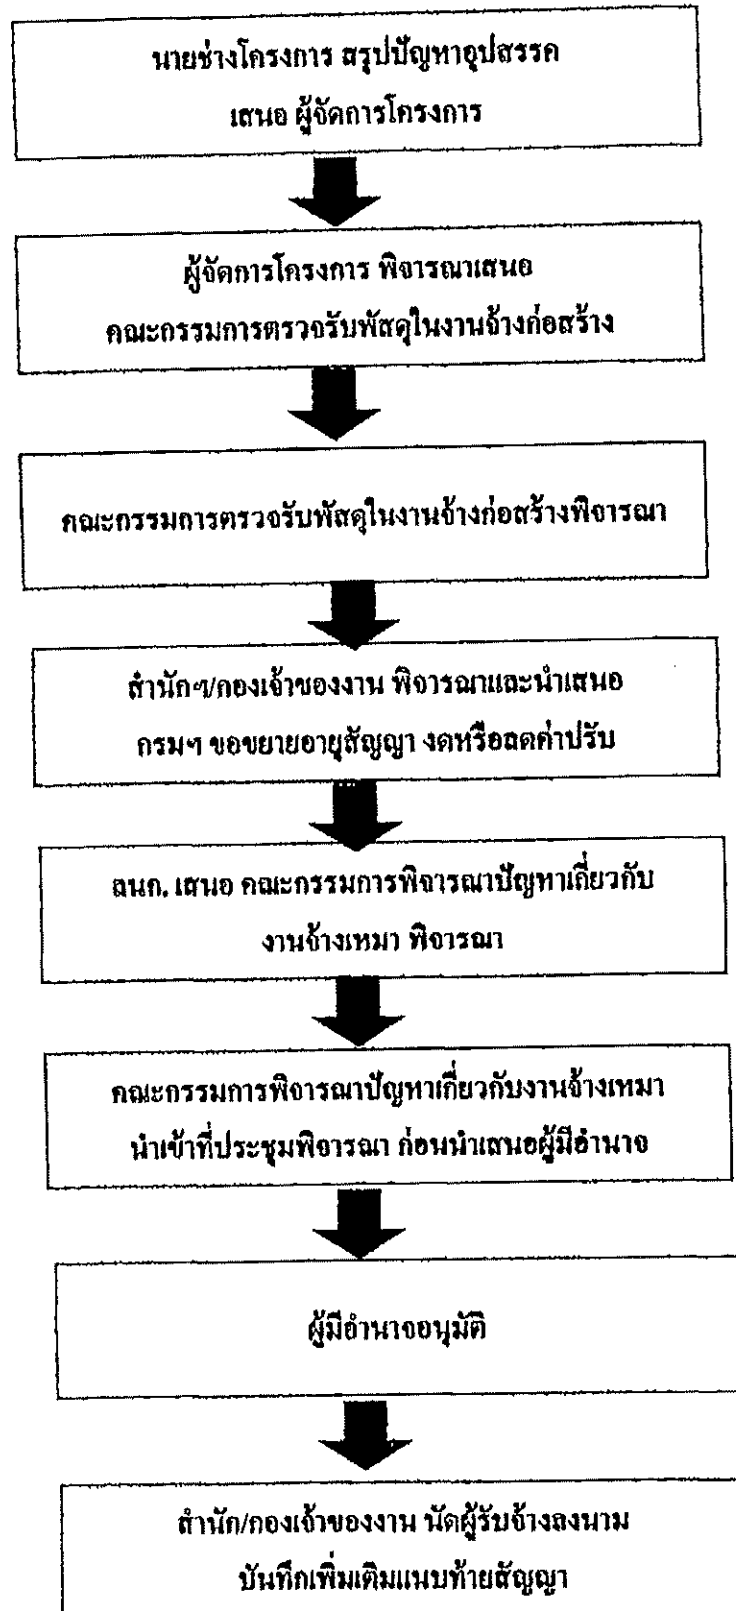 นายช่างโครงการ สรุปปัญหาอุปสรรค
เสนอ ผู้จัดการโครงการ
ผู้จัดการโครงการ พิจารณาเสนอ
คณะกรรมการตรวจรับพัสดุในงานจ้างก่อสร้าง
คณะกรรมการตรวจรับพัสดุในงานจ้างก่อสร้างพิจารณา
สำนักฯ/กองเจ้าของงาน พิจารณาและนำเสนอ
กรมฯ ขอขยายอายุสัญญา งดหรือลดค่าปรับ
ลนก. เสนอ คณะกรรมการพิจารณาปัญหาเกี่ยวกับ
งานจ้างเหมา พิจารณา
คณะกรรมการพิจารณาปัญหาเกี่ยวกับงานจ้างเหมา
นำเข้าที่ประชุมพิจารณา ก่อนนำเสนอผู้มีอำนาจ
ผู้มีอำนาจอนุมัติ
สำนัก/กองเจ้าของงาน นัดผู้รับจ้างลงนาม
บันทึกเพิ่มเติมแนบท้ายสัญญา